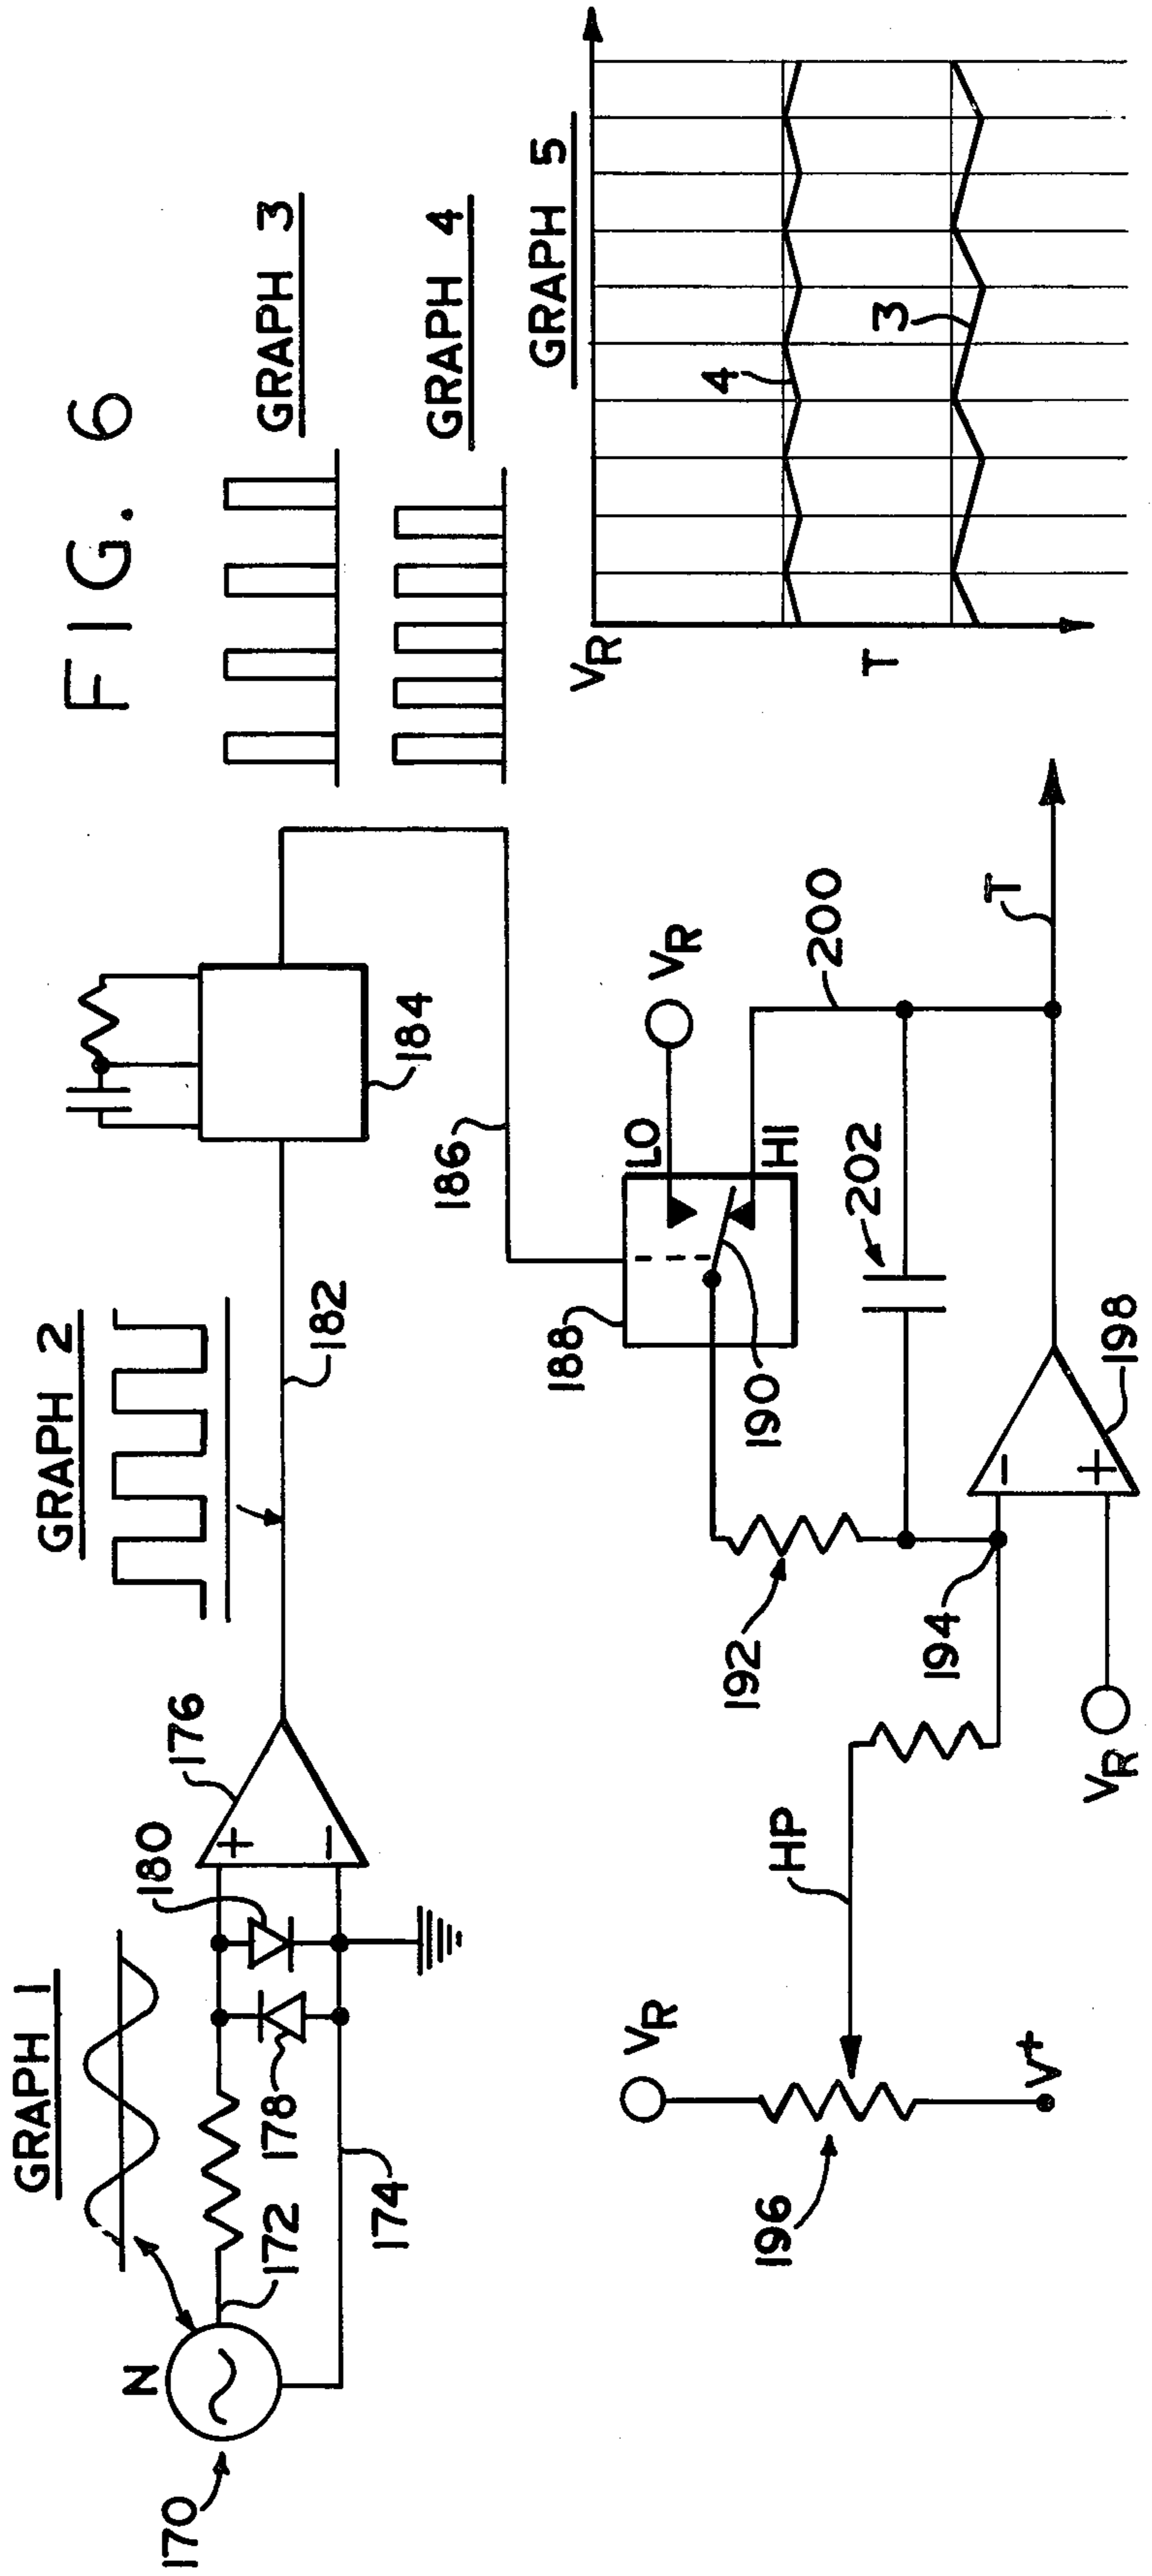 FIG. 6
GRAPH 1
GRAPH 2
GRAPH 3
GRAPH 4
GRAPH 5
N
170
172
174
178
180
+
−
176
182
184
186
188
LO
HI
VR
190
192
200
202
194
−
+
198
VR
T
HP
196
VR
V+
VR
T
4
3